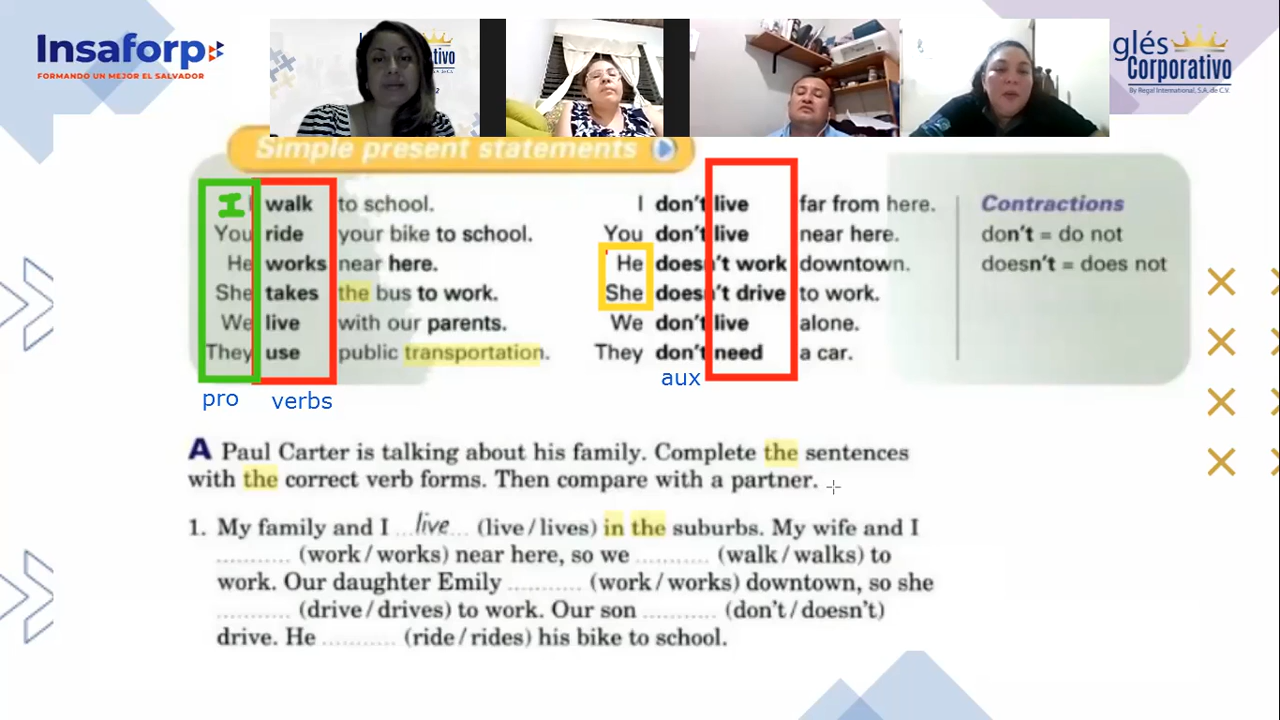 Insaforp
FORMANDO UN MEJOR EL SALVADOR
glés
Corporativo
By Regal International, S.A. de C.V.
Simple present statements
I walk to school.
You ride your bike to school.
He works near here.
She takes the bus to work.
We live with our parents.
They use public transportation.
pro verbs
I don't live far from here.
You don't live near here.
He doesn't work downtown.
She doesn't drive to work.
We don't live alone.
They don't need a car.
aux
Contractions
don't = do not
doesn't = does not
A Paul Carter is talking about his family. Complete the sentences
with the correct verb forms. Then compare with a partner.
1. My family and I ...live... (live/lives) in the suburbs. My wife and I
........... (work/works) near here, so we ........... (walk/walks) to
work. Our daughter Emily ........... (work/works) downtown, so she
........... (drive/drives) to work. Our son ........... (don't/doesn't)
drive. He ........... (ride/rides) his bike to school.